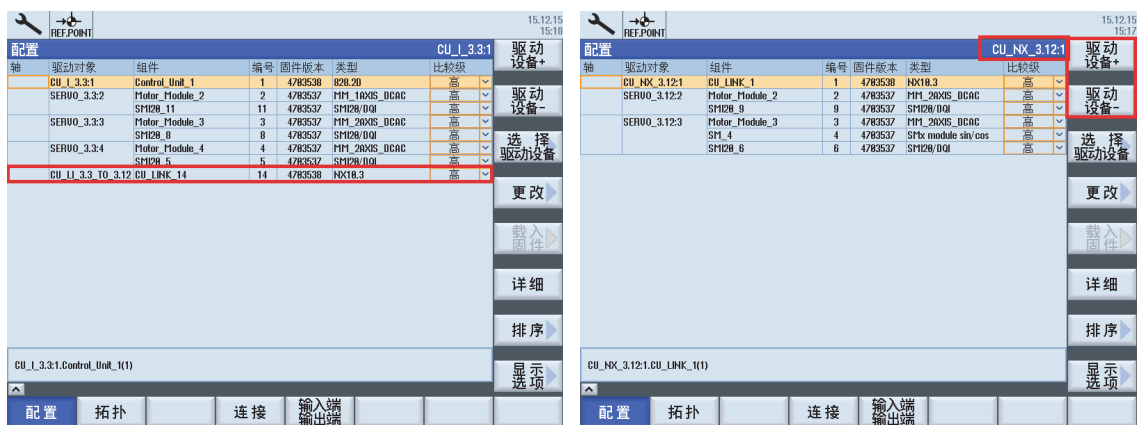 REF.POINT
15.12.15
15:18
配置 CU_I_3.3:1
轴 驱动对象 组件 编号 固件版本 类型 比较级
CU_I_3.3:1 Control_Unit_1 1 4703538 828.2D 高
SERVO_3.3:2 Motor_Module_2 2 4703537 MM_2AXIS_DCAC 高
SMI20_11 11 4703537 SMI20/DQI 高
SERVO_3.3:3 Motor_Module_3 3 4703537 MM_2AXIS_DCAC 高
SMI20_8 8 4703537 SMI20/DQI 高
SERVO_3.3:4 Motor_Module_4 4 4703537 MM_2AXIS_DCAC 高
SMI20_5 5 4703537 SMI20/DQI 高
CU_LI_3.3_TO_3.12 CU_LINK_14 14 4703538 NX10.3 高
CU_I_3.3:1.Control_Unit_1(1)
驱动
设备+
驱动
设备-
选择
驱动设备
更改
载入
固件
详细
排序
显示
选项
配置 拓扑 连接 输入端
输出端
REF.POINT
15.12.15
15:17
配置 CU_NX_3.12:1
轴 驱动对象 组件 编号 固件版本 类型 比较级
CU_NX_3.12:1 CU_LINK_1 1 4703538 NX10.3 高
SERVO_3.12:2 Motor_Module_2 2 4703537 MM_2AXIS_DCAC 高
SMI20_9 9 4703537 SMI20/DQI 高
SERVO_3.12:3 Motor_Module_3 3 4703537 MM_2AXIS_DCAC 高
SM_4 4 4703537 SMx module sin/cos 高
SMI20_6 6 4703537 SMI20/DQI 高
CU_NX_3.12:1.CU_LINK_1(1)
驱动
设备+
驱动
设备-
选择
驱动设备
更改
载入
固件
详细
排序
显示
选项
配置 拓扑 连接 输入端
输出端